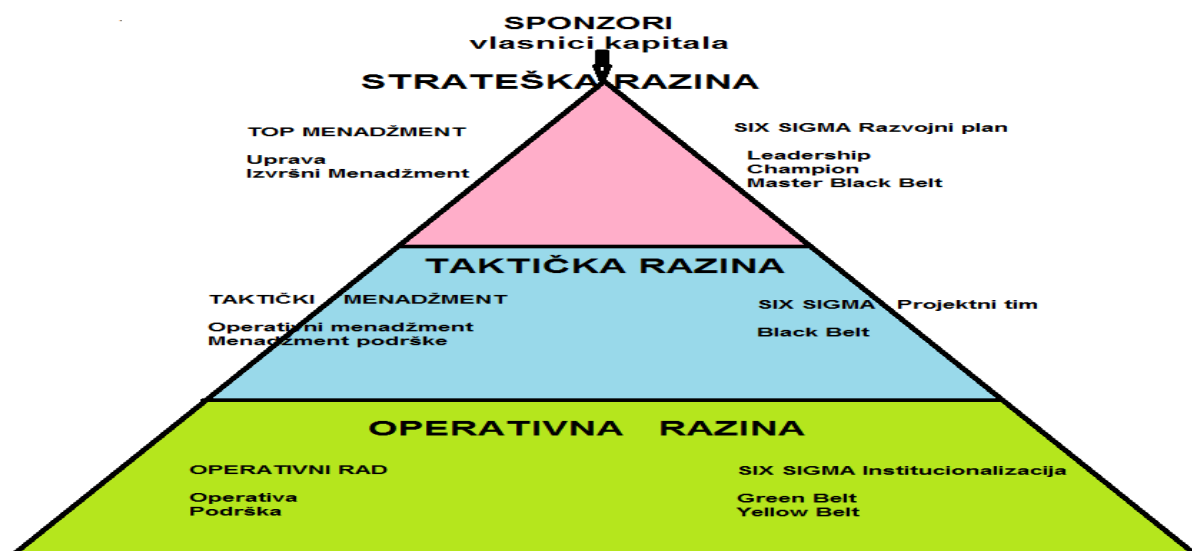 SPONZORI
vlasnici kapitala
STRATEŠKA RAZINA
TOP MENADŽMENT
Uprava
Izvršni Menadžment
SIX SIGMA Razvojni plan
Leadership
Champion
Master Black Belt
TAKTIČKA RAZINA
TAKTIČKI MENADŽMENT
Operativni menadžment
Menadžment podrške
SIX SIGMA Projektni tim
Black Belt
OPERATIVNA RAZINA
OPERATIVNI RAD
Operativa
Podrška
SIX SIGMA Institucionalizacija
Green Belt
Yellow Belt